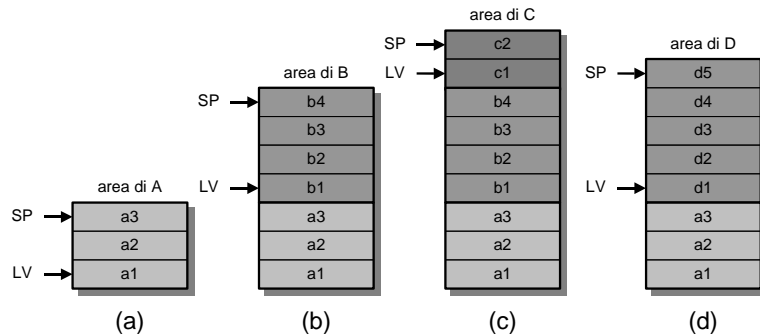 area di A
SP
a3
a2
LV
a1
(a)
area di B
SP
b4
b3
b2
LV
b1
a3
a2
a1
(b)
area di C
SP
c2
LV
c1
b4
b3
b2
b1
a3
a2
a1
(c)
area di D
SP
d5
d4
d3
d2
LV
d1
a3
a2
a1
(d)